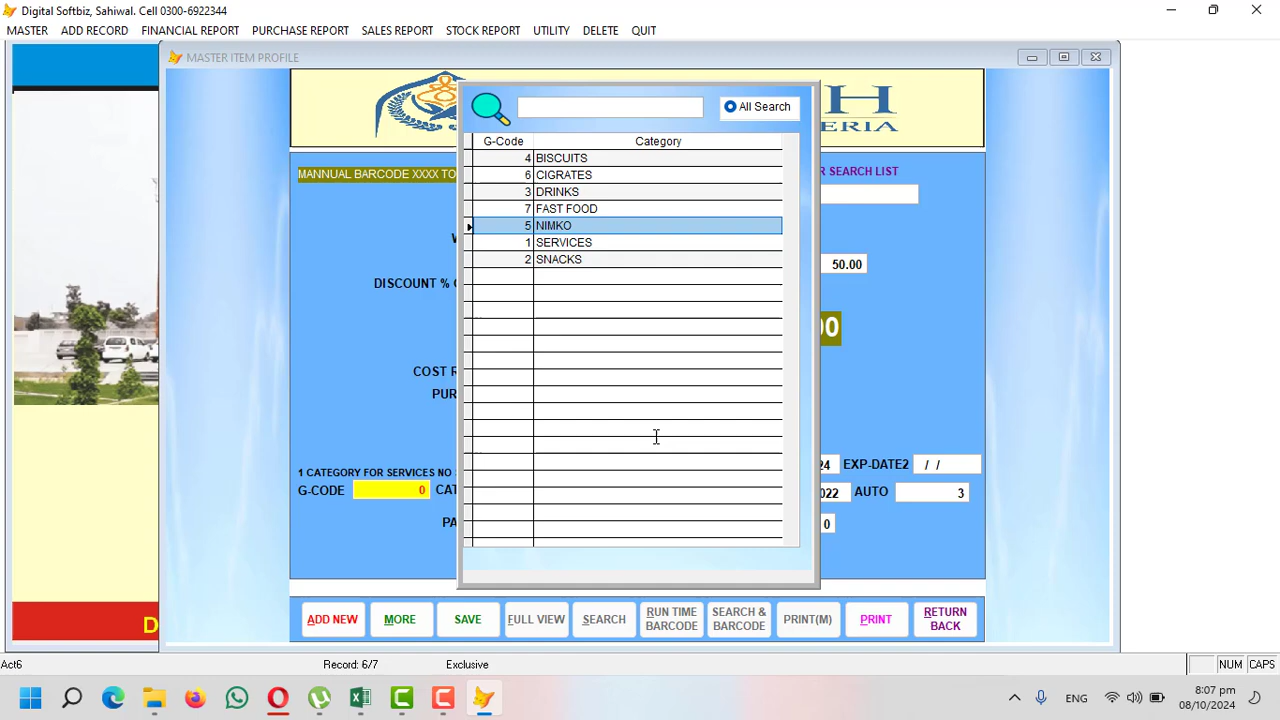 Digital Softbiz, Sahiwal. Cell 0300-6922344
MASTER ADD RECORD FINANCIAL REPORT PURCHASE REPORT SALES REPORT STOCK REPORT UTILITY DELETE QUIT
MASTER ITEM PROFILE
H
ERIA
All Search
G-Code Category
4 BISCUITS
6 CIGRATES
3 DRINKS
7 FAST FOOD
5 NIMKO
1 SERVICES
2 SNACKS
MANNUAL BARCODE XXXX TO
R SEARCH LIST
W
50.00
DISCOUNT % (
00
COST R
PUR
24 EXP-DATE2 / /
1 CATEGORY FOR SERVICES NO
G-CODE 0 CAT
022 AUTO 3
PA
0
ADD NEW MORE SAVE FULL VIEW SEARCH RUN TIME BARCODE SEARCH & BARCODE PRINT(M) PRINT RETURN BACK
D
Act6 Record: 6/7 Exclusive NUM CAPS
ENG 8:07 pm
08/10/2024